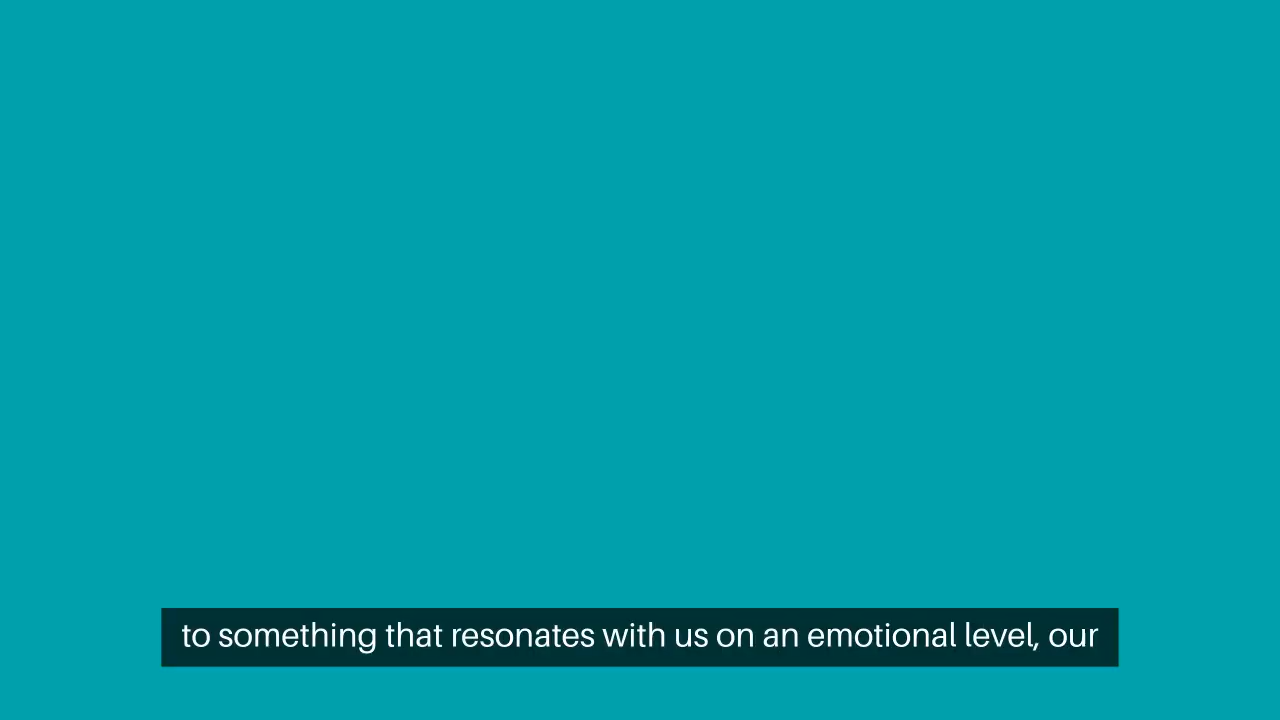 to something that resonates with us on an emotional level, our